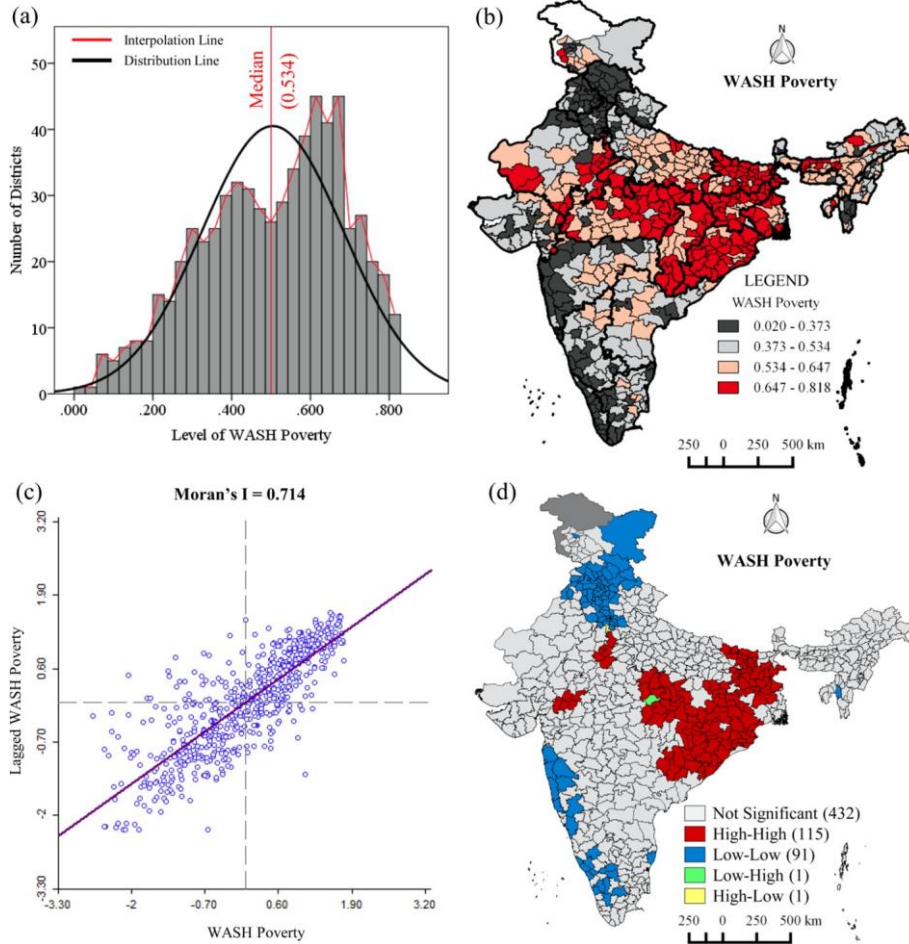 (a)
Interpolation Line
Distribution Line
Median
(0.534)
Number of Districts
50
40
30
20
10
0
.000 .200 .400 .600 .800
Level of WASH Poverty
(b)
N
WASH Poverty
LEGEND
WASH Poverty
0.020 - 0.373
0.373 - 0.534
0.534 - 0.647
0.647 - 0.818
250 0 250 500 km
(c)
Moran's I = 0.714
Lagged WASH Poverty
3.20
1.90
0.60
-0.70
-2
-3.30
-3.30 -2 -0.70 0.60 1.90 3.20
WASH Poverty
(d)
N
WASH Poverty
Not Significant (432)
High-High (115)
Low-Low (91)
Low-High (1)
High-Low (1)
250 0 250 500 km